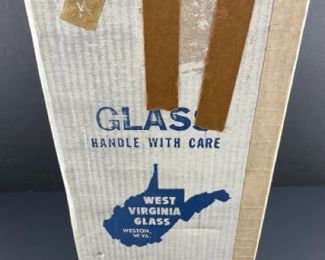 GLASS
HANDLE WITH CARE
WEST
VIRGINIA
GLASS
WESTON,
W. VA.